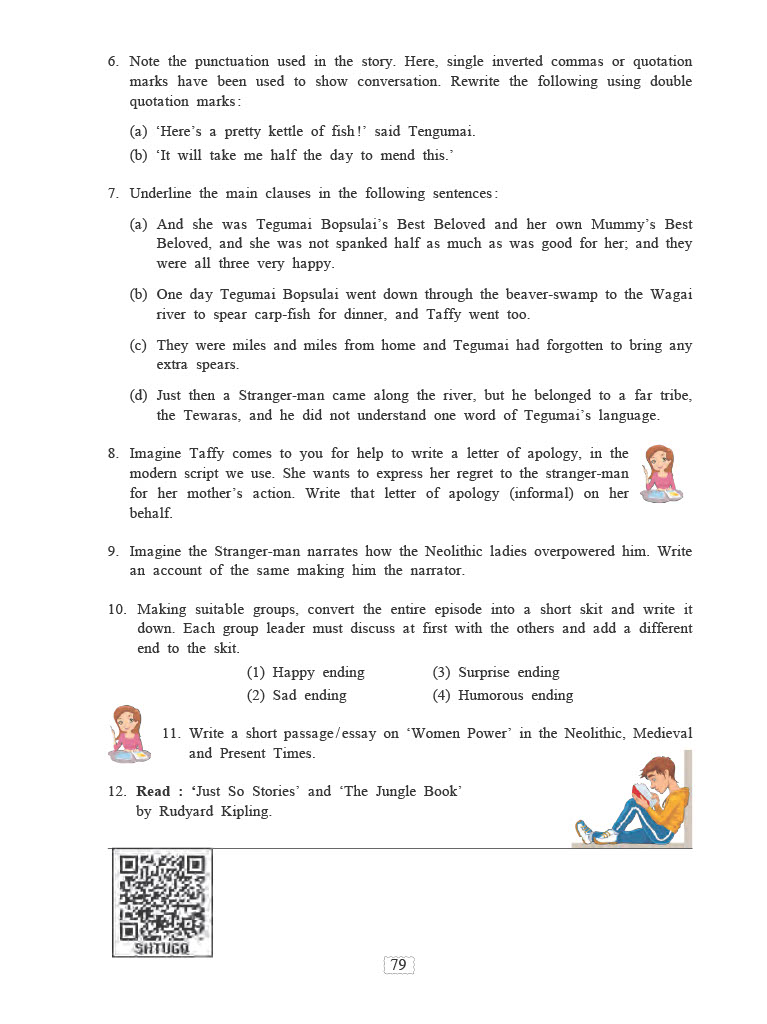 6. Note the punctuation used in the story. Here, single inverted commas or quotation
marks have been used to show conversation. Rewrite the following using double
quotation marks:
(a) ‘Here’s a pretty kettle of fish!’ said Tengumai.
(b) ‘It will take me half the day to mend this.’
7. Underline the main clauses in the following sentences:
(a) And she was Tegumai Bopsulai’s Best Beloved and her own Mummy’s Best
Beloved, and she was not spanked half as much as was good for her; and they
were all three very happy.
(b) One day Tegumai Bopsulai went down through the beaver-swamp to the Wagai
river to spear carp-fish for dinner, and Taffy went too.
(c) They were miles and miles from home and Tegumai had forgotten to bring any
extra spears.
(d) Just then a Stranger-man came along the river, but he belonged to a far tribe,
the Tewaras, and he did not understand one word of Tegumai’s language.
8. Imagine Taffy comes to you for help to write a letter of apology, in the
modern script we use. She wants to express her regret to the stranger-man
for her mother’s action. Write that letter of apology (informal) on her
behalf.
9. Imagine the Stranger-man narrates how the Neolithic ladies overpowered him. Write
an account of the same making him the narrator.
10. Making suitable groups, convert the entire episode into a short skit and write it
down. Each group leader must discuss at first with the others and add a different
end to the skit.
(1) Happy ending (3) Surprise ending
(2) Sad ending (4) Humorous ending
11. Write a short passage/essay on ‘Women Power’ in the Neolithic, Medieval
and Present Times.
12. Read : ‘Just So Stories’ and ‘The Jungle Book’
by Rudyard Kipling.
SHTUGQ
79